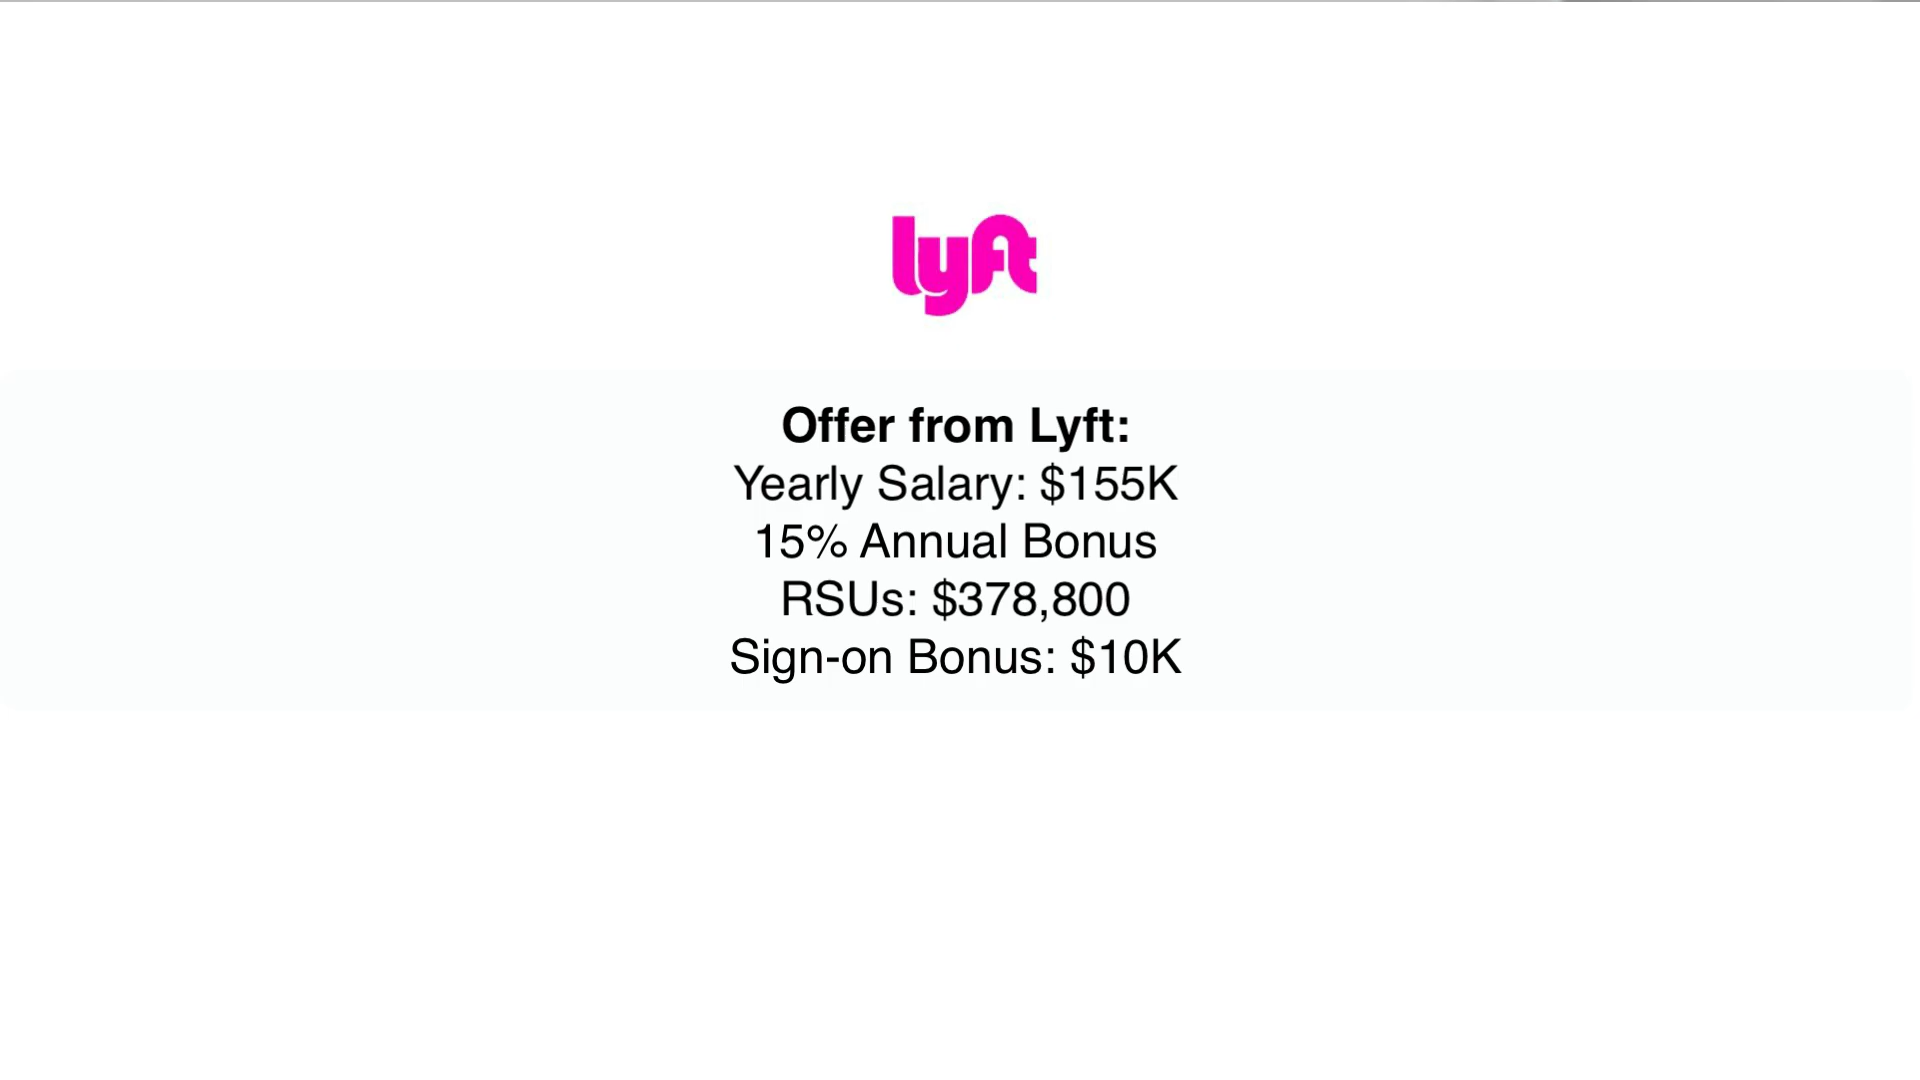 lyft
Offer from Lyft:
Yearly Salary: $155K
15% Annual Bonus
RSUs: $378,800
Sign-on Bonus: $10K